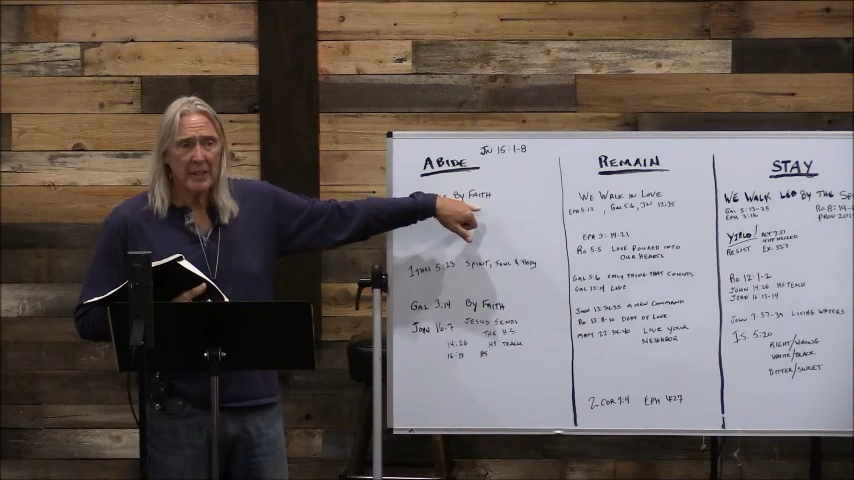 JN 15:1-8
ABIDE
BY FAITH
1 THES 5:23 SPIRIT, SOUL & BODY
GAL 3:14 BY FAITH
JOHN 16:7 JESUS SENDS
THE H.S.
14:26 HS TEACH
16:13 HS
REMAIN
WE WALK IN LOVE
EPH 5:12, GAL 5:6, JN 13:35
EPH 3:14-21
RO 5:5 LOVE POURED INTO
OUR HEARTS
GAL 5:6 ONLY THING THAT COUNTS
GAL 15:14 LOVE
JOHN 13:34-35 A NEW COMMAND
RO 13:8-10 DEBT OF LOVE
MATT 22:34-40 LOVE YOUR
NEIGHBOR
2 COR 4:4 EPH 4:27
STAY
WE WALK LED BY THE
GAL 5:13-25
EPH 3:16
YIELD/
ACT 7:51
RESIST
RO 12:1-2
JOHN 14:26 HS TEACH
JOHN 16:13-14
JOHN 7:37-39 LIVING WATERS
IS. 5:20
RIGHT/WRONG
WHITE/BLACK
BITTER/SWEET